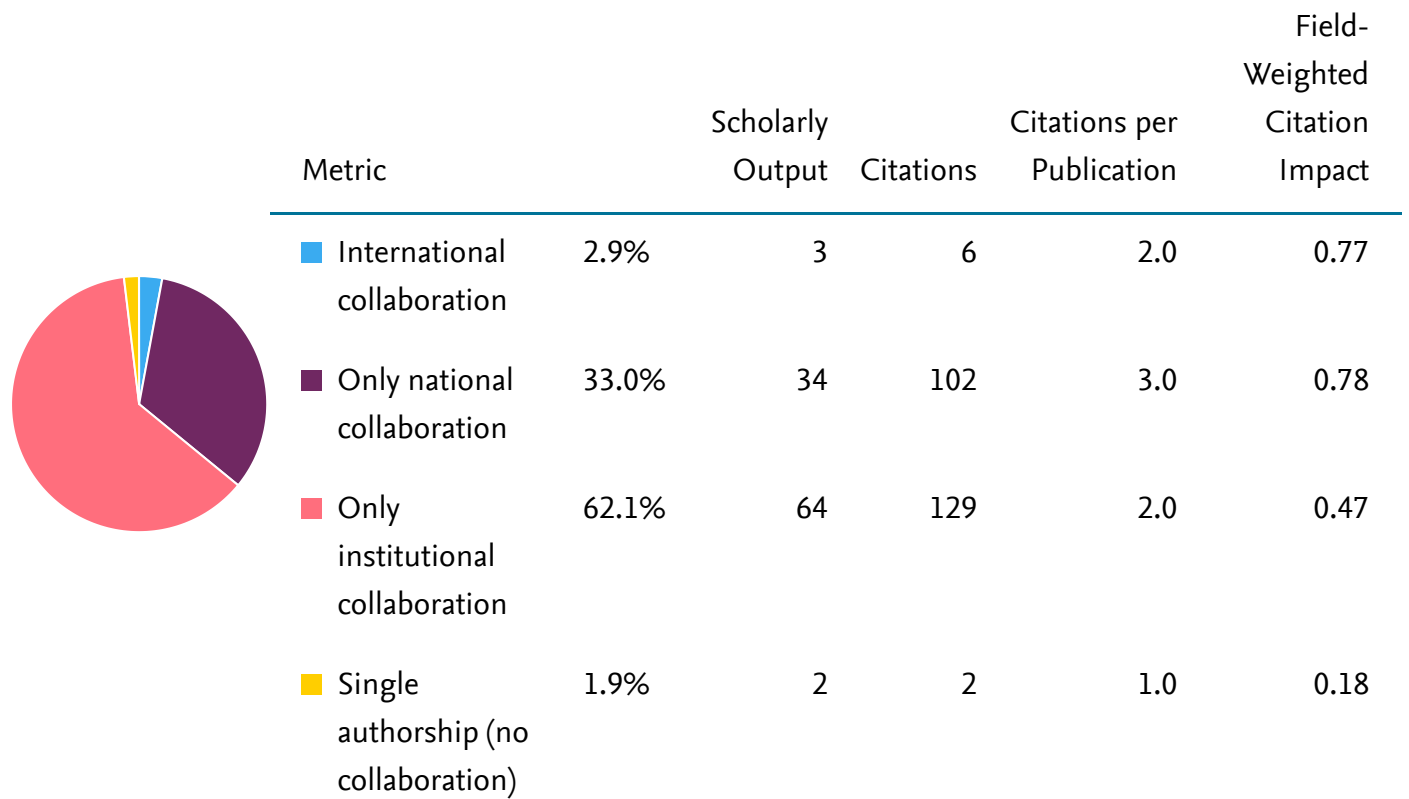 Field-
Weighted
Scholarly Citations per Citation
Metric Output Citations Publication Impact
International 2.9% 3 6 2.0 0.77
collaboration
Only national 33.0% 34 102 3.0 0.78
collaboration
Only 62.1% 64 129 2.0 0.47
institutional
collaboration
Single 1.9% 2 2 1.0 0.18
authorship (no
collaboration)